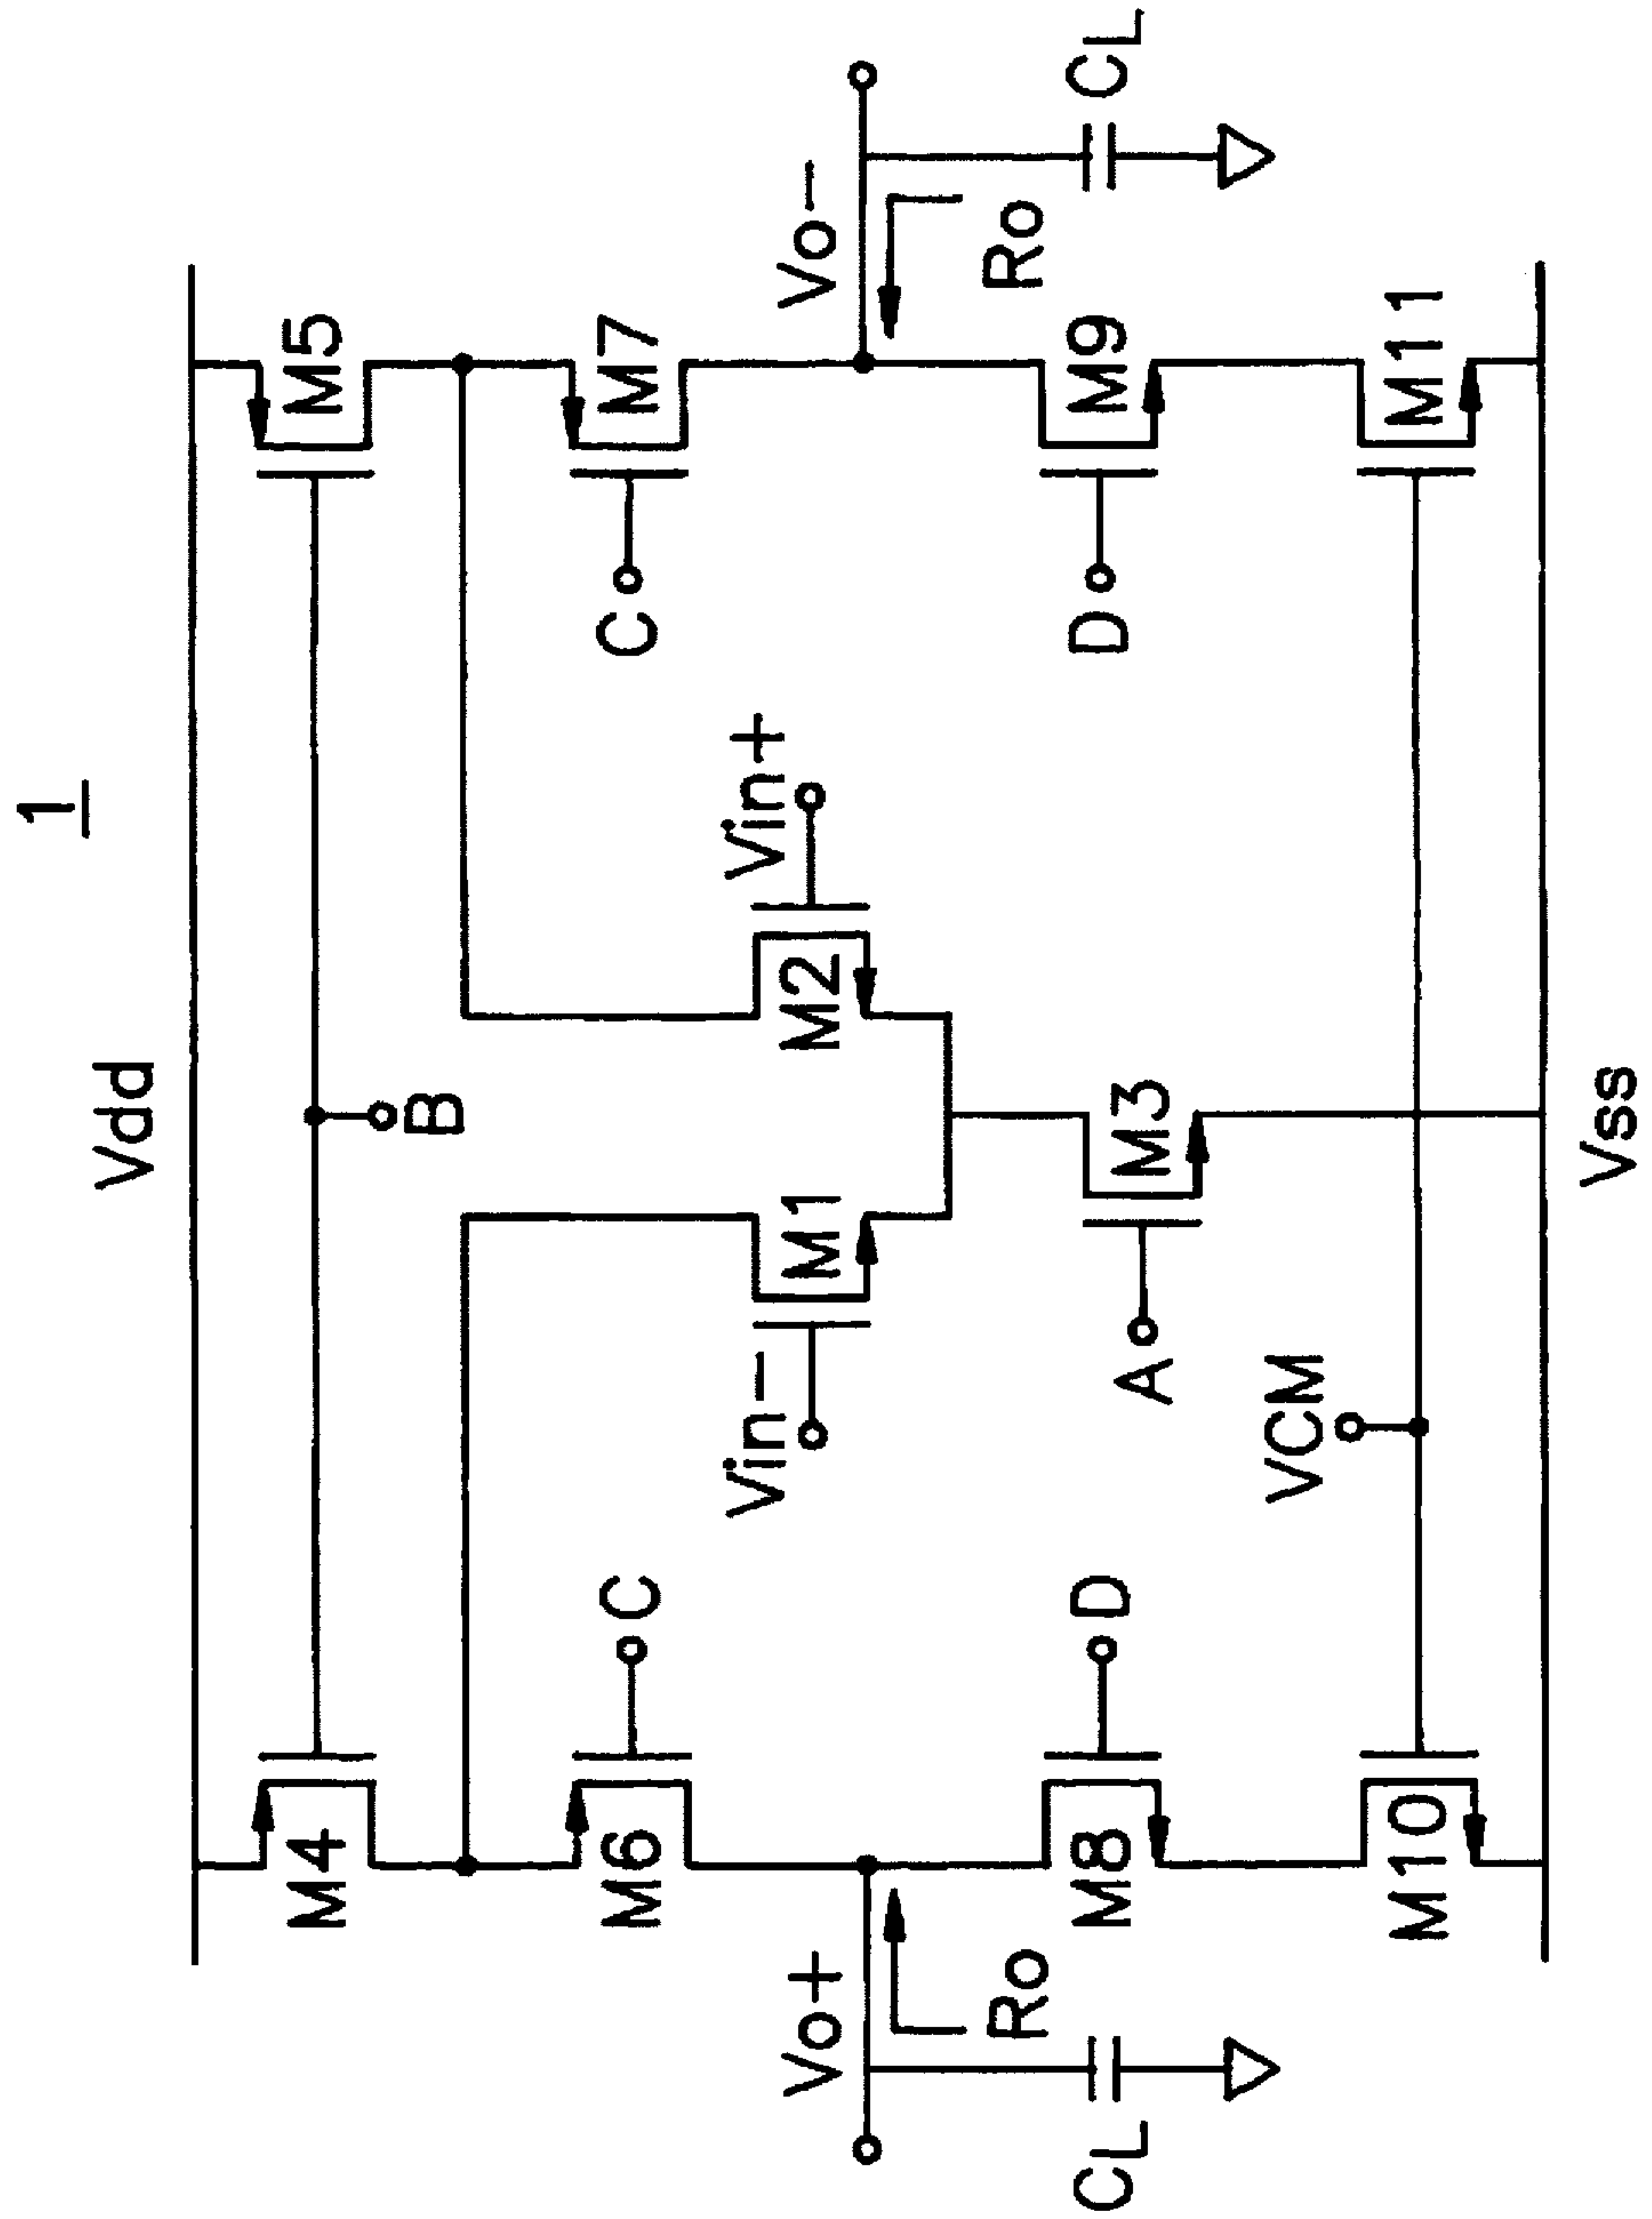 1
Vdd
M4
M5
B
M6
C
C
M7
Vin−
Vin+
Vo+
M1
M2
Vo−
Ro
Ro
CL
M8
D
D
M9
CL
A
M3
VCM
M10
M11
Vss